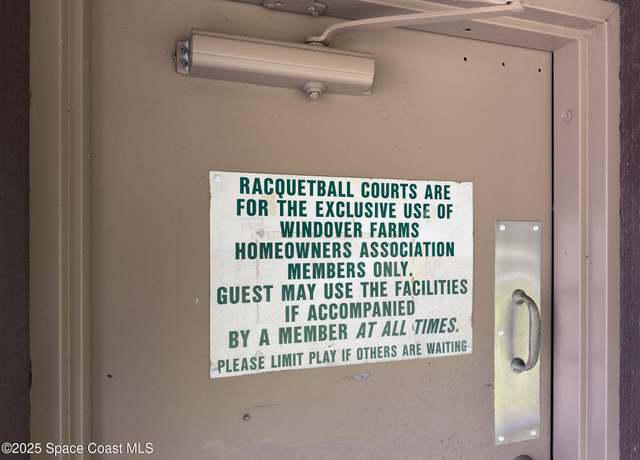 RACQUETBALL COURTS ARE
FOR THE EXCLUSIVE USE OF
WINDOVER FARMS
HOMEOWNERS ASSOCIATION
MEMBERS ONLY.
GUEST MAY USE THE FACILITIES
IF ACCOMPANIED
BY A MEMBER AT ALL TIMES.
PLEASE LIMIT PLAY IF OTHERS ARE WAITING
©2025 Space Coast MLS